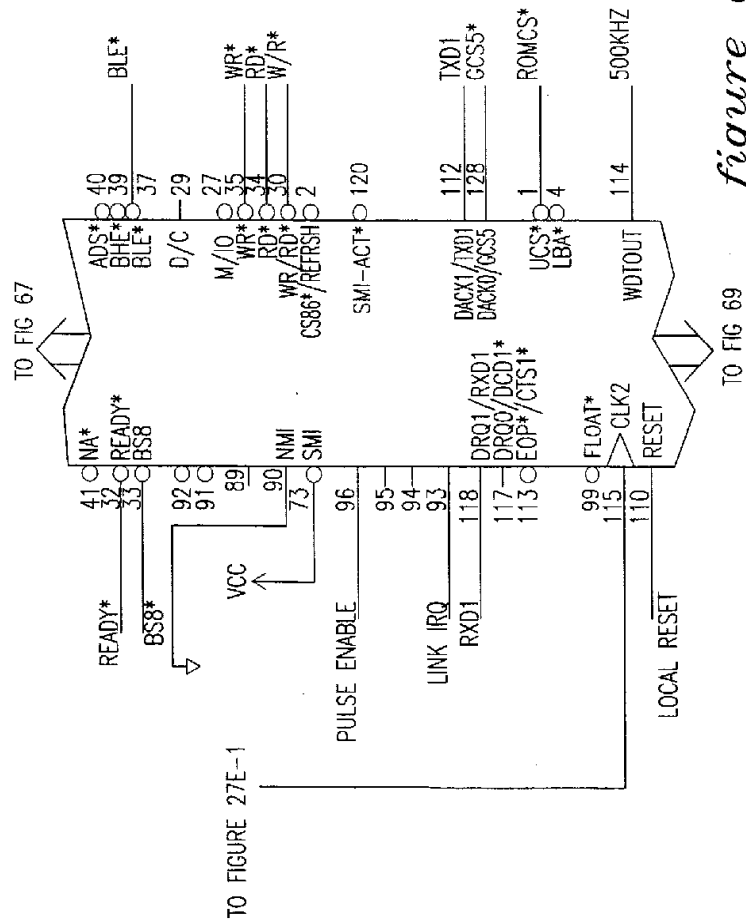 TO FIG 67
READY*
BS8*
VCC
TO FIGURE 27E-1
PULSE ENABLE
LINK IRQ
RXD1
LOCAL RESET
41 NA*
32 READY*
33 BS8
92
91
89
90 NMI
73 SMI
96
95
94
93
118 DRQ1/RXD1
117 DRQ0/DCD1*
113 EOP*/CTS1*
99 FLOAT*
115 CLK2
110 RESET
ADS* 40
BHE* 39
BLE* 37 BLE*
D/C 29
M/IO 27
WR* 35 WR*
RD* 34 RD*
WR/RD* 30 W/R*
CS86*/REFRSH 2
SMI-ACT* 120
DACX1/TXD1 112 TXD1
DACK0/GCS5 128 GCS5*
UCS* 1 ROMCS*
LBA* 4
WDTOUT 114 500KHZ
TO FIG 69
figure